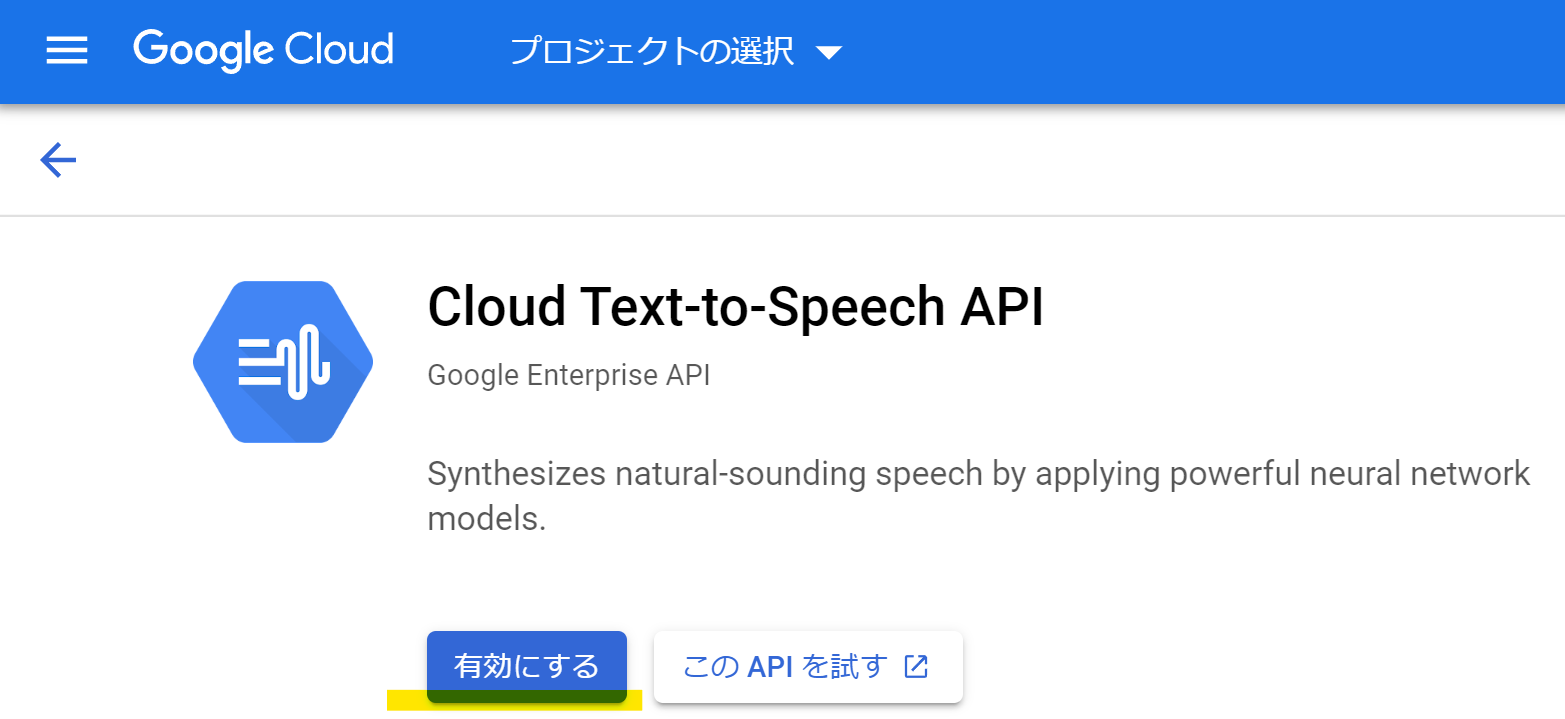 Google Cloud プロジェクトの選択
Cloud Text-to-Speech API
Google Enterprise API
Synthesizes natural-sounding speech by applying powerful neural network
models.
有効にする この API を試す